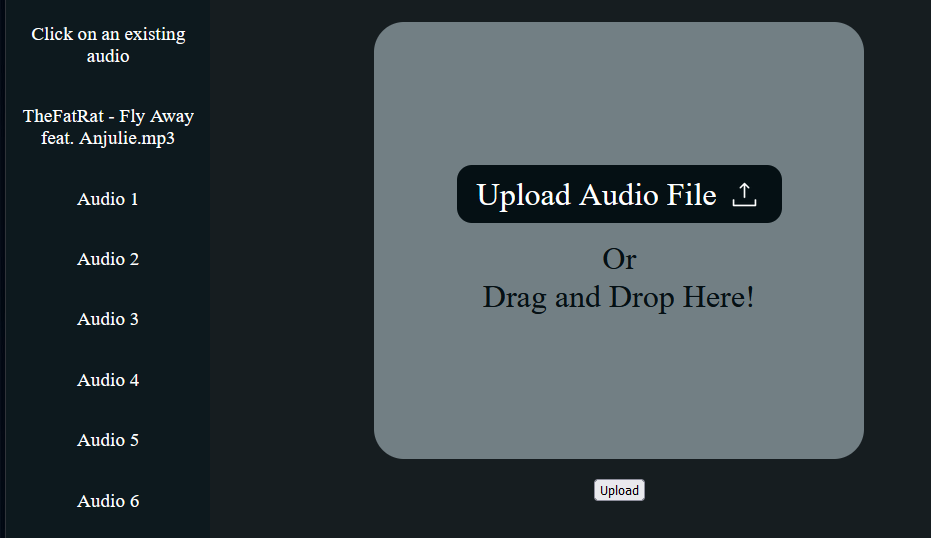 Click on an existing
audio
TheFatRat - Fly Away
feat. Anjulie.mp3
Audio 1
Audio 2
Audio 3
Audio 4
Audio 5
Audio 6
Upload Audio File
Or
Drag and Drop Here!
Upload